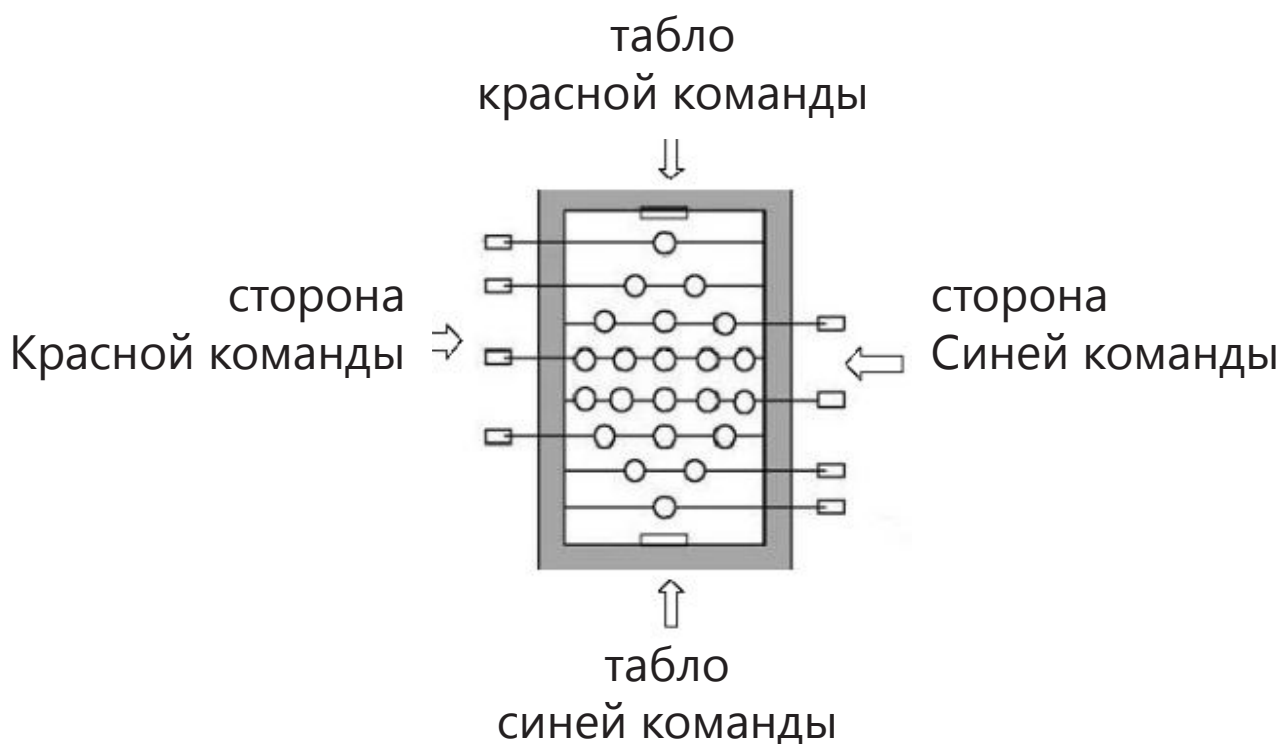 табло
красной команды
сторона
Красной команды
сторона
Синей команды
табло
синей команды